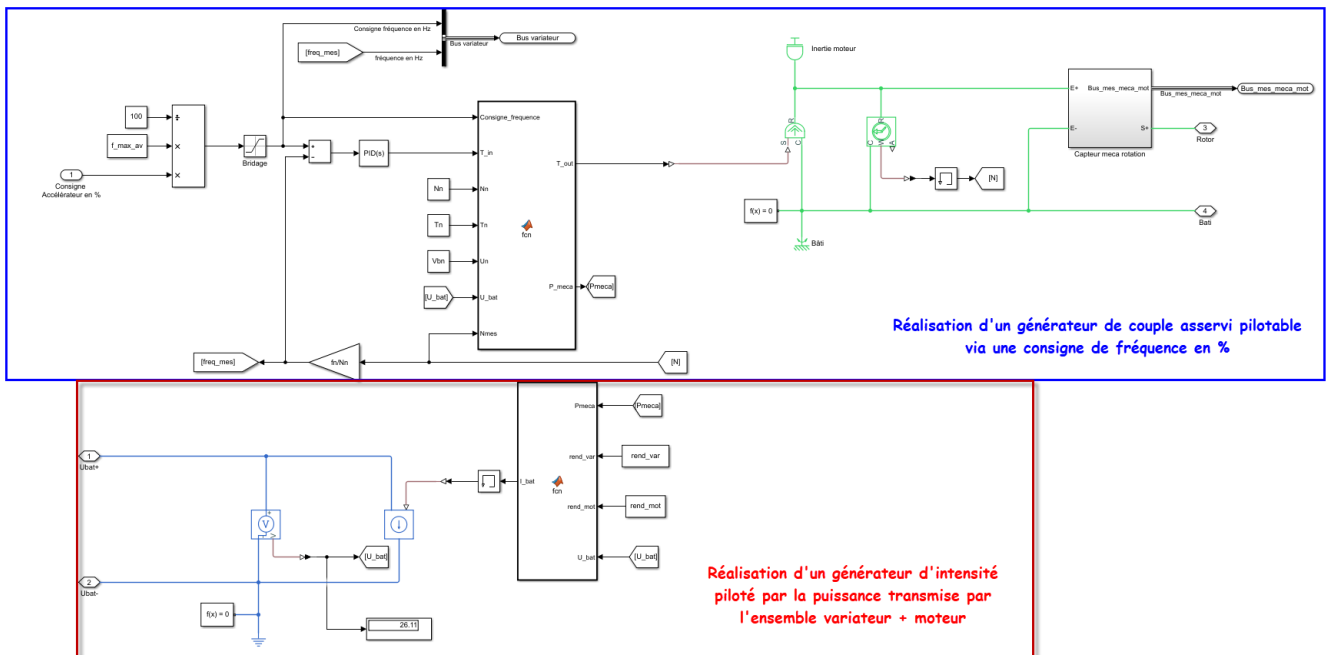 Consigne fréquence en Hz
[freq_mes]
fréquence en Hz
Bus variateur
Bus variateur
Inertie moteur
100
f_max_av
1
Consigne
Accélérateur en %
÷
×
×
Bridage
+
-
PID(s)
Consigne_frequence
T_in
Nn
Nn
Tn
Tn
Vbn
Un
[U_bat]
U_bat
Nmes
fcn
T_out
P_meca
[Pmeca]
[freq_mes]
fn/Nn
[N]
S
R
C
C
W
R
A
[N]
f(x) = 0
Bâti
E+
E-
Bus_mes_meca_mot
S+
Capteur meca rotation
Bus_mes_meca_mot
Bus_mes_meca_mot
3
Rotor
4
Bati
Réalisation d'un générateur de couple asservi pilotable
via une consigne de fréquence en %
1
Ubat+
2
Ubat-
V
V
+
-
[U_bat]
f(x) = 0
26.11
I_bat
fcn
Pmeca
[Pmeca]
rend_var
rend_var
rend_mot
rend_mot
U_bat
[U_bat]
Réalisation d'un générateur d'intensité
piloté par la puissance transmise par
l'ensemble variateur + moteur